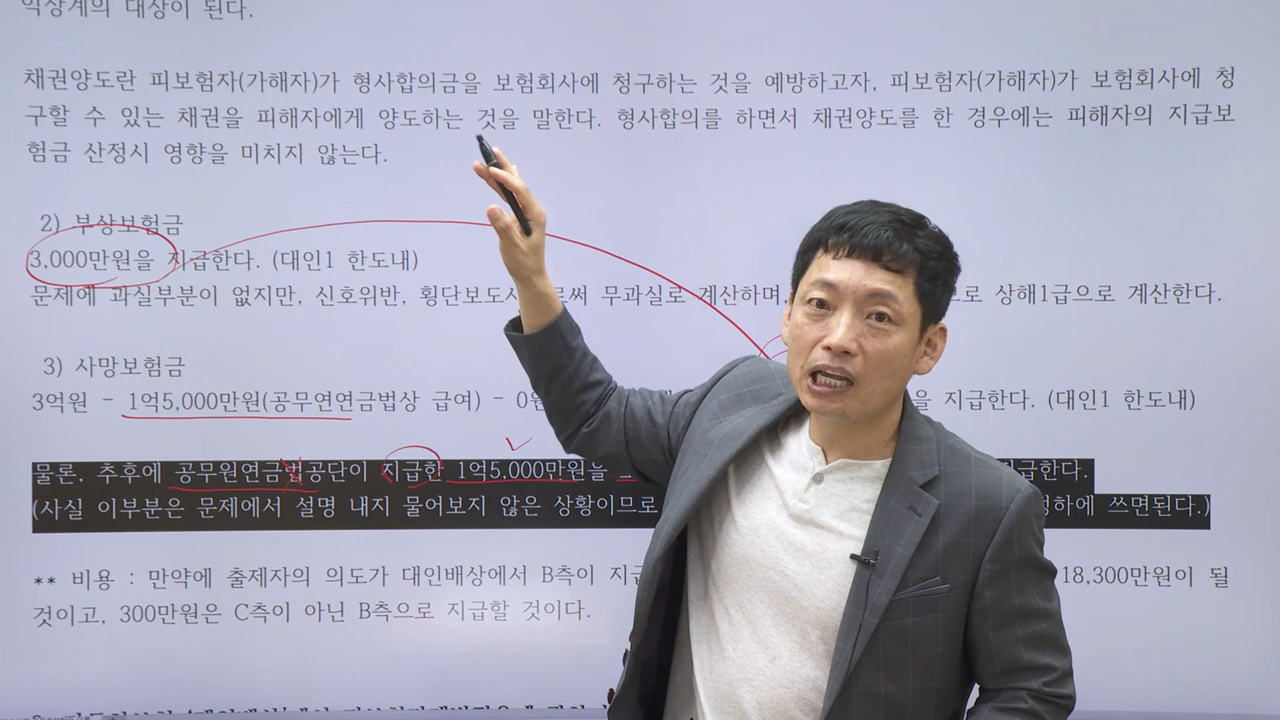 익상계의 대상이 된다.
채권양도란 피보험자(가해자)가 형사합의금을 보험회사에 청구하는 것을 예방하고자, 피보험자(가해자)가 보험회사에 청
구할 수 있는 채권을 피해자에게 양도하는 것을 말한다. 형사합의를 하면서 채권양도를 한 경우에는 피해자의 지급보
험금 산정시 영향을 미치지 않는다.
2) 부상보험금
3,000만원을 지급한다. (대인1 한도내)
문제에 과실부분이 없지만, 신호위반, 횡단보도사 로써 무과실로 계산하며, 으로 상해1급으로 계산한다.
3) 사망보험금
3억원 - 1억5,000만원(공무연연금법상 급여) - 0원 을 지급한다. (대인1 한도내)
물론, 추후에 공무원연금법공단이 지급한 1억5,000만원을 급한다.
(사실 이부분은 문제에서 설명 내지 물어보지 않은 상황이므로 정하에 쓰면된다.)
** 비용 : 만약에 출제자의 의도가 대인배상에서 B측이 지급 18,300만원이 될
것이고, 300만원은 C측이 아닌 B측으로 지급할 것이다.